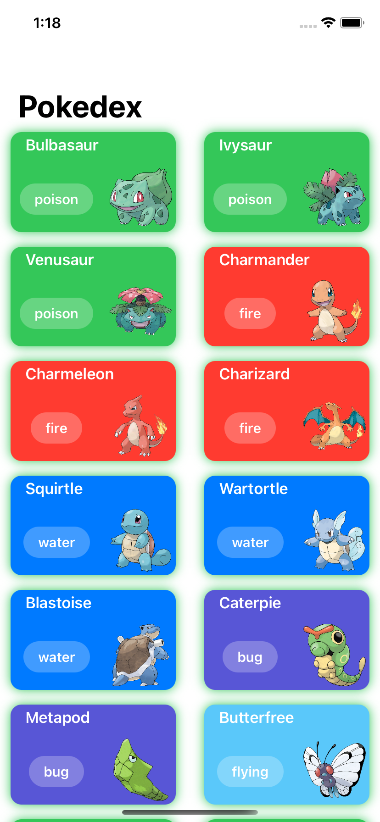 1:18
Pokedex
Bulbasaur
poison
Ivysaur
poison
Venusaur
poison
Charmander
fire
Charmeleon
fire
Charizard
fire
Squirtle
water
Wartortle
water
Blastoise
water
Caterpie
bug
Metapod
bug
Butterfree
flying